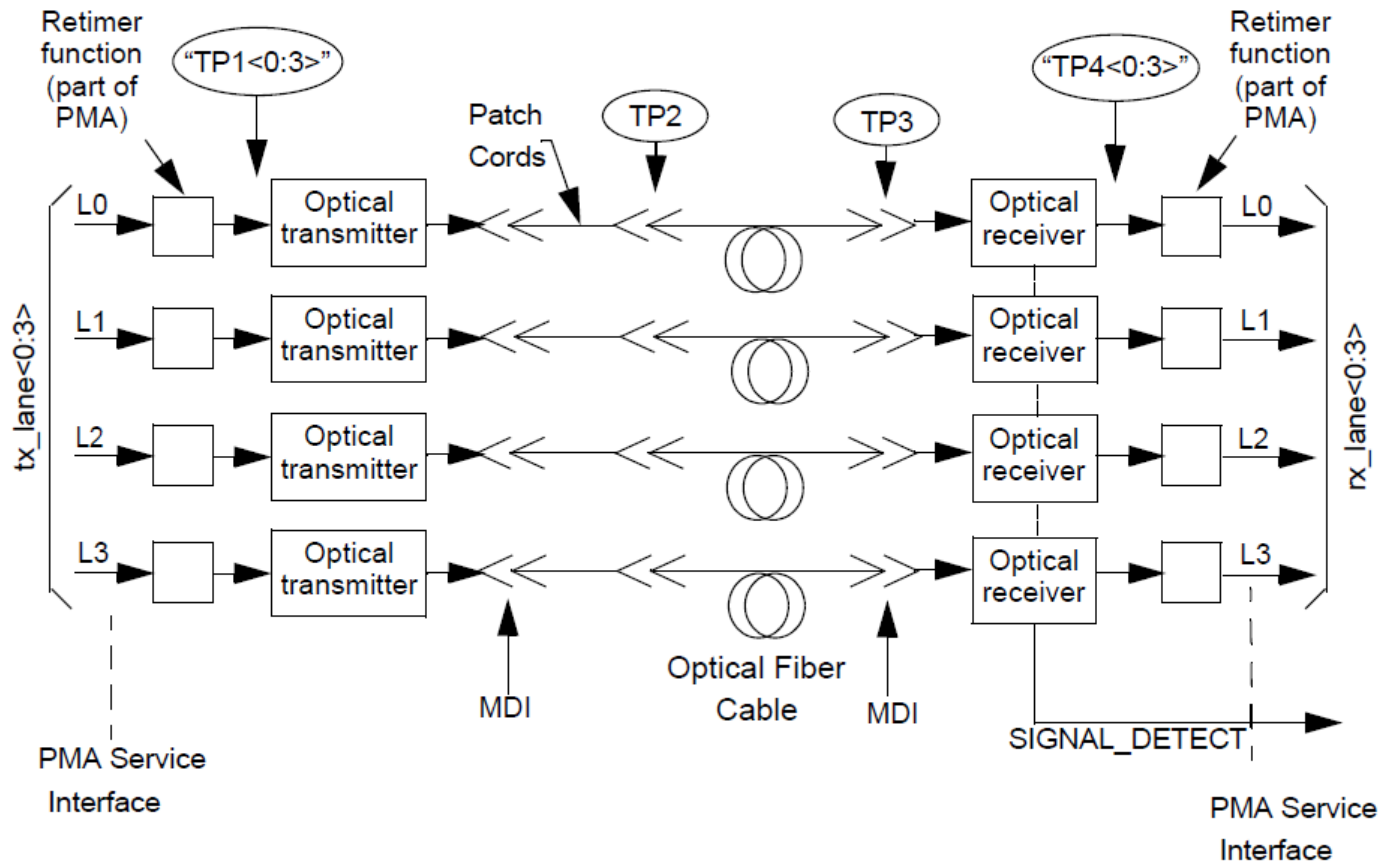 Retimer
function
(part of
PMA)
“TP1<0:3>”
Patch
Cords
TP2
TP3
“TP4<0:3>”
Retimer
function
(part of
PMA)
tx_lane<0:3>
L0
Optical
transmitter
Optical
receiver
L0
L1
Optical
transmitter
Optical
receiver
L1
L2
Optical
transmitter
Optical
receiver
L2
L3
Optical
transmitter
Optical
receiver
L3
rx_lane<0:3>
MDI
Optical Fiber
Cable
MDI
SIGNAL_DETECT
PMA Service
Interface
PMA Service
Interface